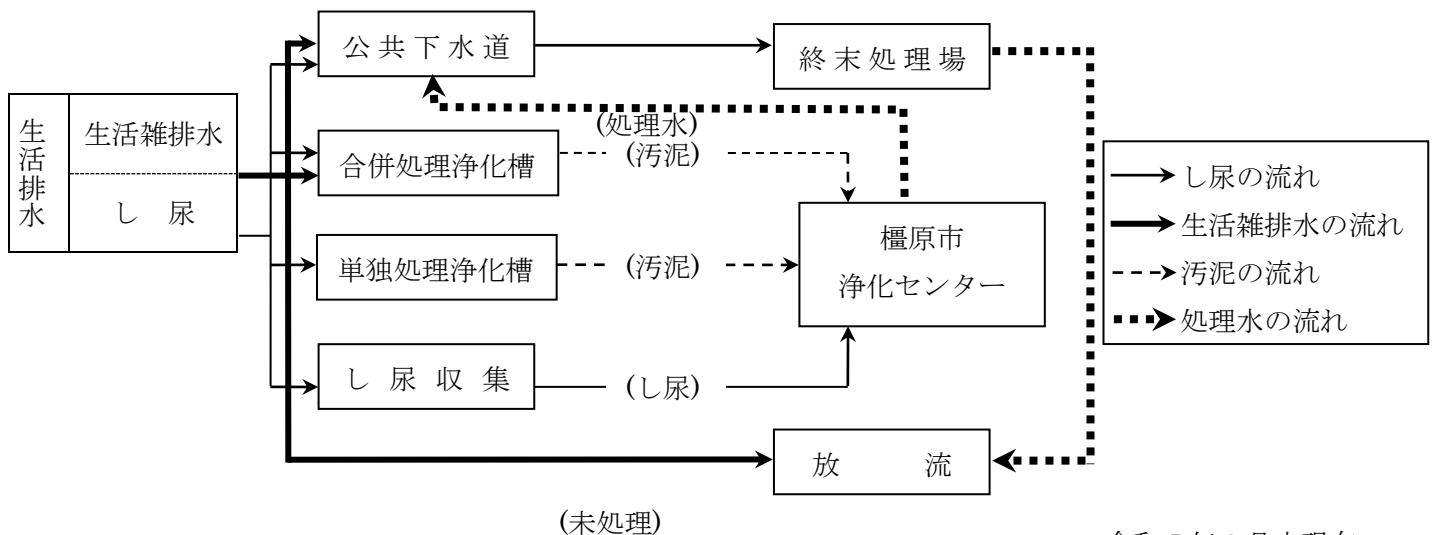 公共下水道
終末処理場
生活排水
生活雑排水
し 尿
(処理水)
合併処理浄化槽
(汚泥)
橿原市
浄化センター
単独処理浄化槽
(汚泥)
し尿収集
(し尿)
放 流
(未処理)
し尿の流れ
生活雑排水の流れ
汚泥の流れ
処理水の流れ